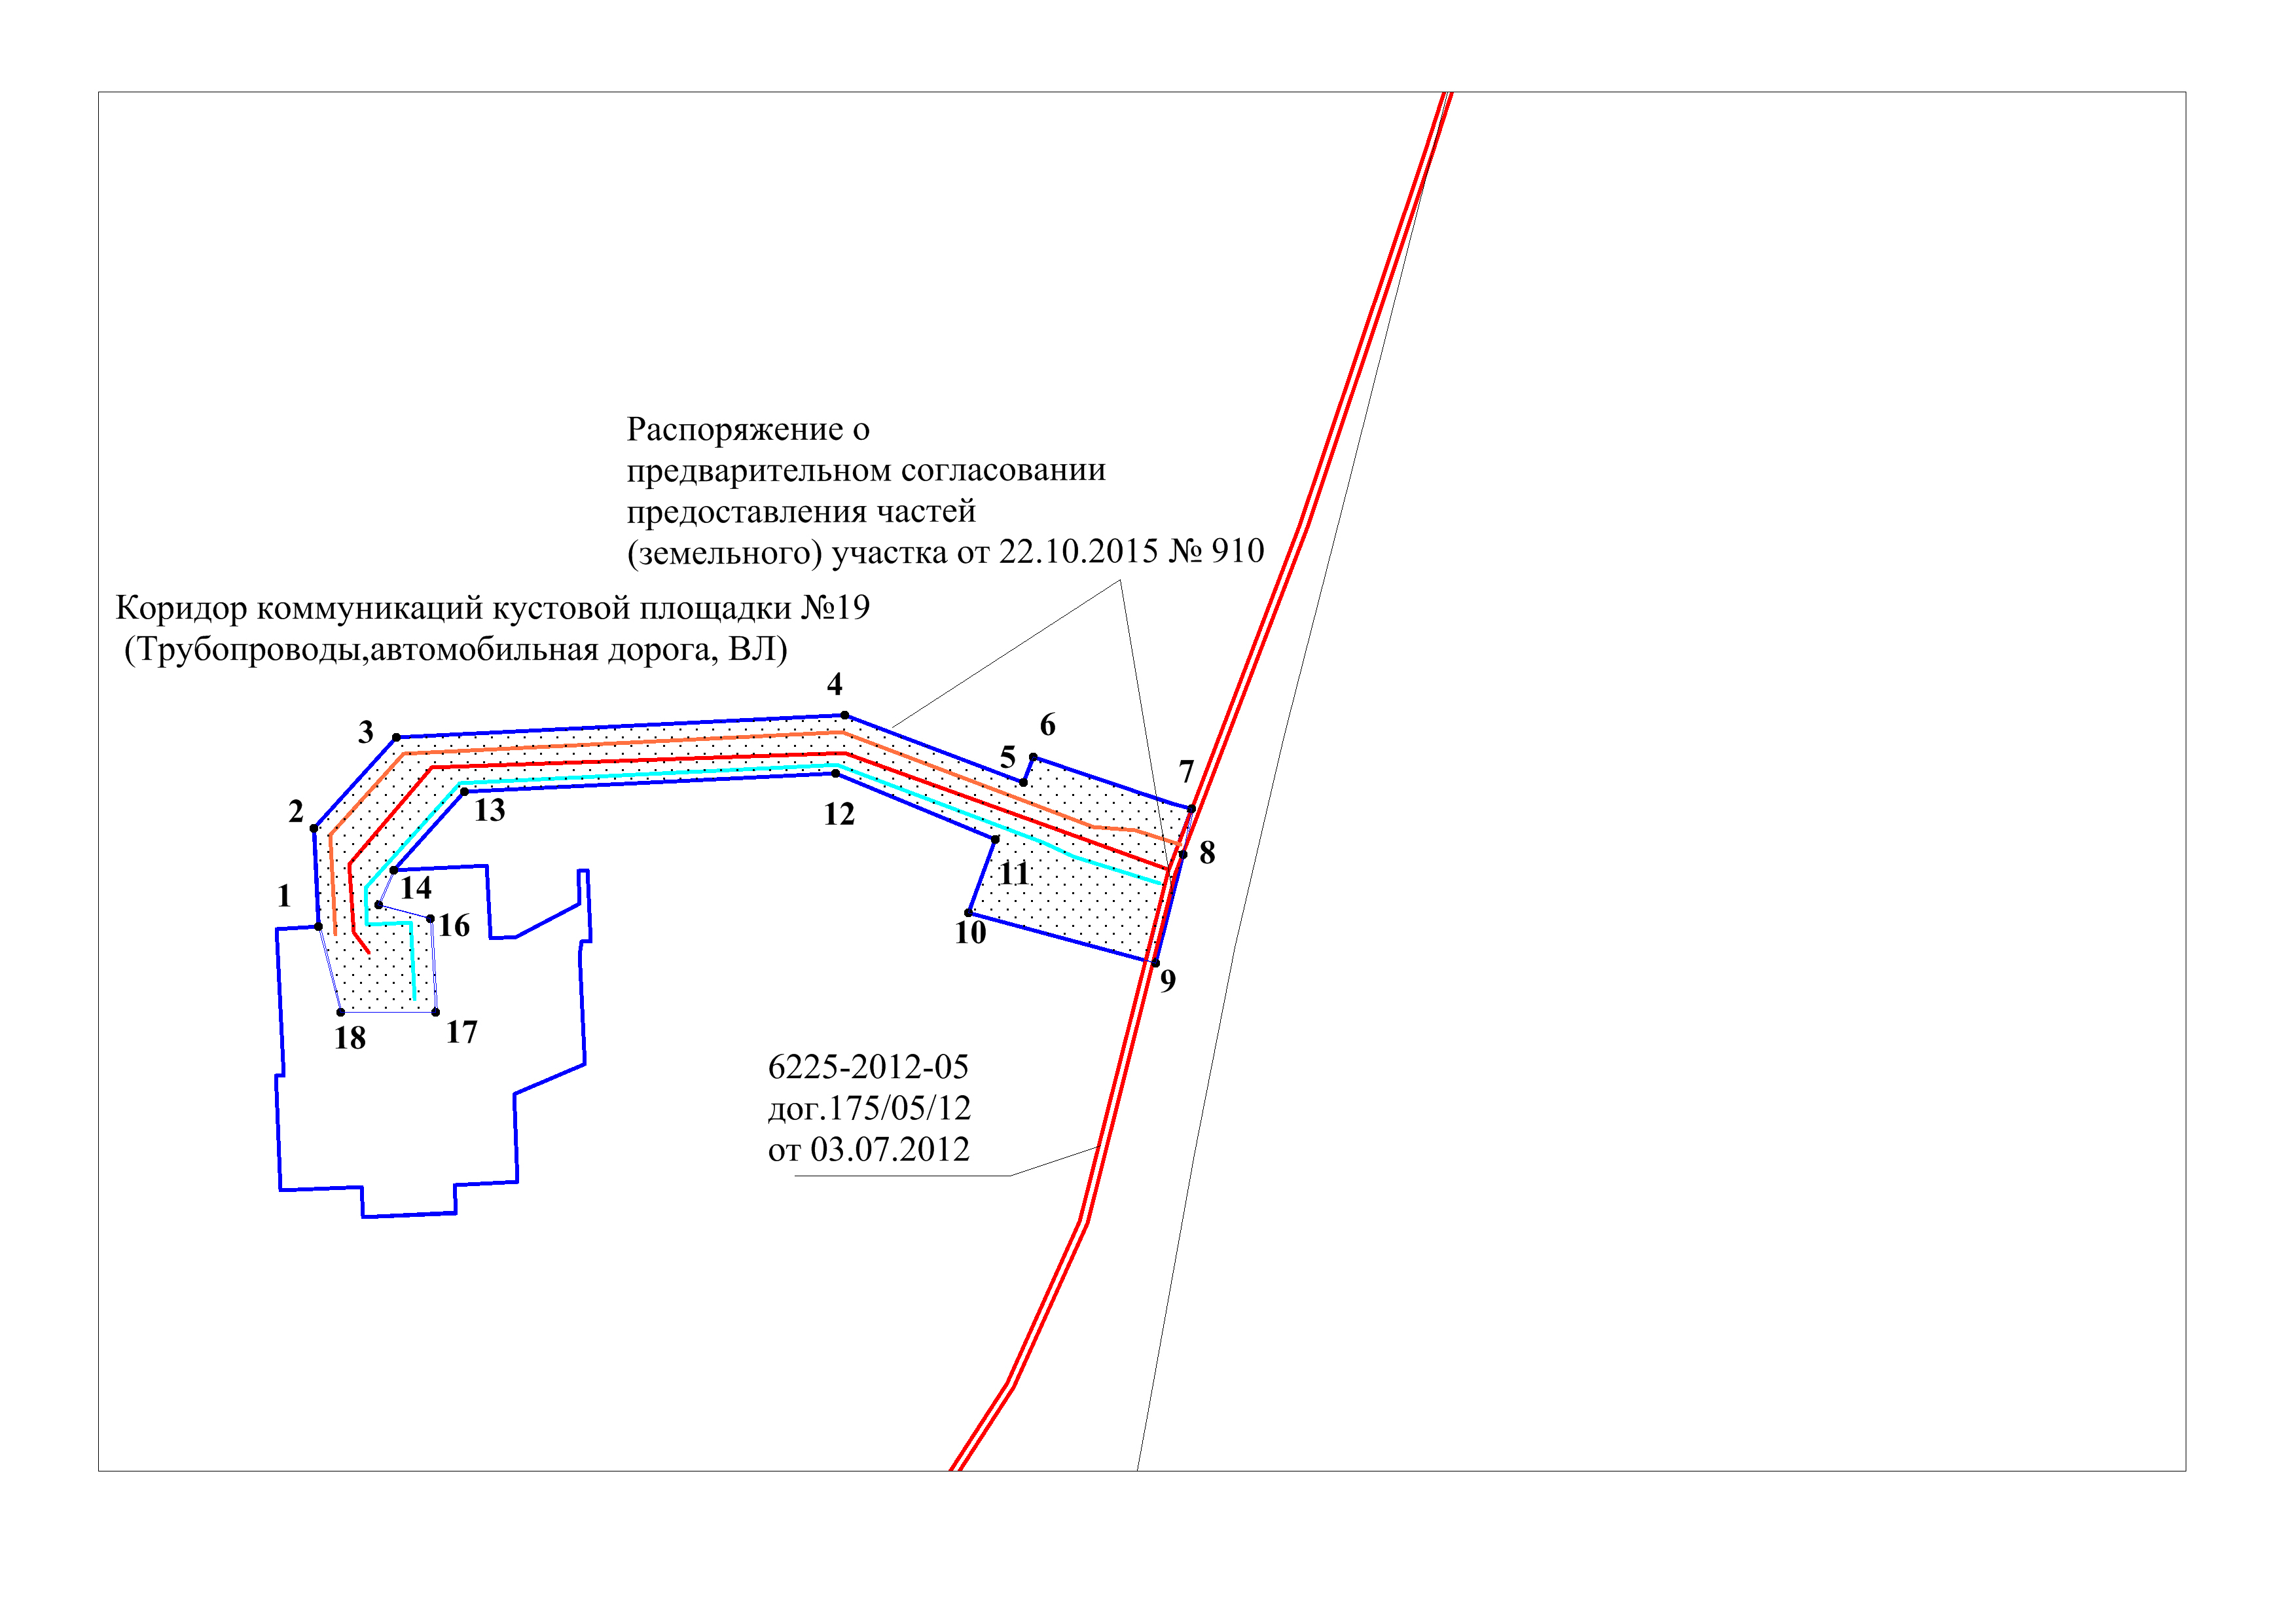 Распоряжение о
предварительном согласовании
предоставления частей
(земельного) участка от 22.10.2015 № 910
Коридор коммуникаций кустовой площадки №19
(Трубопроводы,автомобильная дорога, ВЛ)
4
3
6
5
7
2
13
12
8
11
14
1
16
10
9
18
17
6225-2012-05
дог.175/05/12
от 03.07.2012